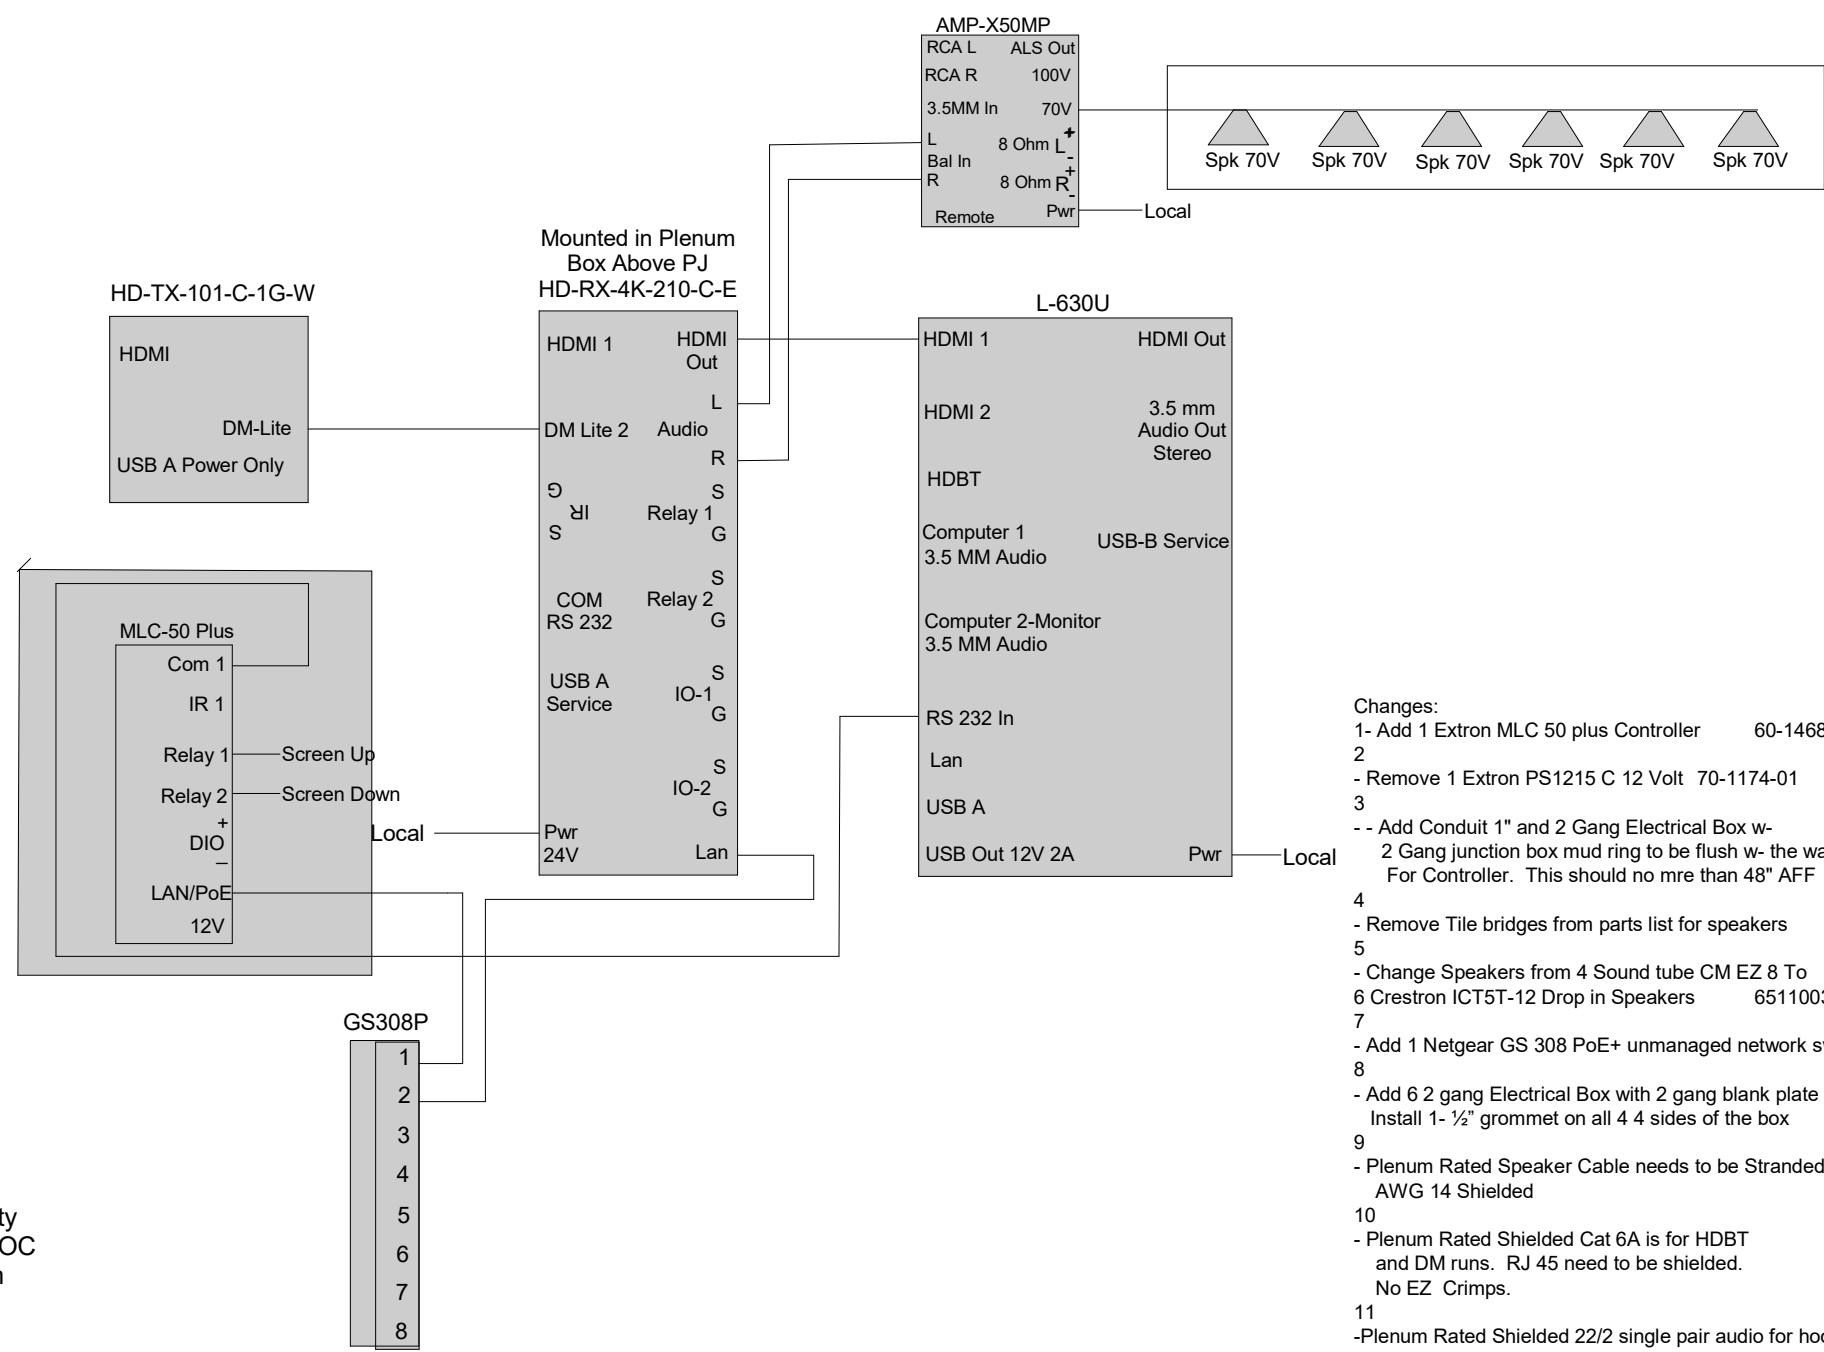 AMP-X50MP
RCA L ALS Out
RCA R 100V
3.5MM In 70V
L 8 Ohm L + -
Bal In
R 8 Ohm R + -
Remote Pwr Local
Spk 70V Spk 70V Spk 70V Spk 70V Spk 70V Spk 70V
HD-TX-101-C-1G-W
HDMI
DM-Lite
USB A Power Only
Mounted in Plenum
Box Above PJ
HD-RX-4K-210-C-E
HDMI 1 HDMI
Out
L
DM Lite 2 Audio
R
G S
IR Relay 1
S G
S
COM Relay 2
RS 232 G
USB A S
Service IO-1
G
S
IO-2
G
Local Pwr
24V Lan
L-630U
HDMI 1 HDMI Out
HDMI 2 3.5 mm
Audio Out
Stereo
HDBT
Computer 1 USB-B Service
3.5 MM Audio
Computer 2-Monitor
3.5 MM Audio
RS 232 In
Lan
USB A
USB Out 12V 2A Pwr Local
MLC-50 Plus
Com 1
IR 1
Relay 1 Screen Up
Relay 2 Screen Down
+
DIO
–
LAN/PoE
12V
GS308P
1
2
3
4
5
6
7
8
Changes:
1- Add 1 Extron MLC 50 plus Controller 60-1468
2
- Remove 1 Extron PS1215 C 12 Volt 70-1174-01
3
- - Add Conduit 1" and 2 Gang Electrical Box w-
2 Gang junction box mud ring to be flush w- the wa
For Controller. This should no mre than 48" AFF
4
- Remove Tile bridges from parts list for speakers
5
- Change Speakers from 4 Sound tube CM EZ 8 To
6 Crestron ICT5T-12 Drop in Speakers 651100
7
- Add 1 Netgear GS 308 PoE+ unmanaged network
8
- Add 6 2 gang Electrical Box with 2 gang blank plate
Install 1- ½” grommet on all 4 4 sides of the box
9
- Plenum Rated Speaker Cable needs to be Stranded
AWG 14 Shielded
10
- Plenum Rated Shielded Cat 6A is for HDBT
and DM runs. RJ 45 need to be shielded.
No EZ Crimps.
11
-Plenum Rated Shielded 22/2 single pair audio for
ty
OC